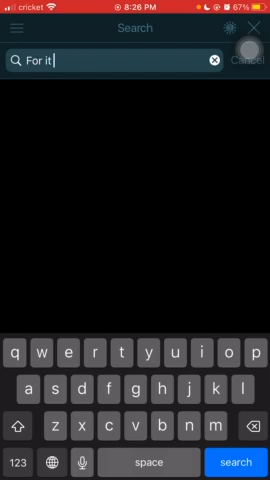 cricket 8:26 PM 67%
Search
For it Cancel
q w e r t y u i o p
a s d f g h j k l
z x c v b n m
123 space search